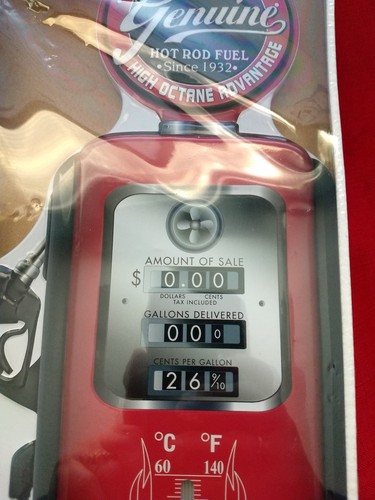 Genuine
HOT ROD FUEL
•Since 1932•
HIGH OCTANE ADVANTAGE
AMOUNT OF SALE
$ 0.00
DOLLARS CENTS
TAX INCLUDED
GALLONS DELIVERED
000
CENTS PER GALLON
26 9/10
°C °F
60 140